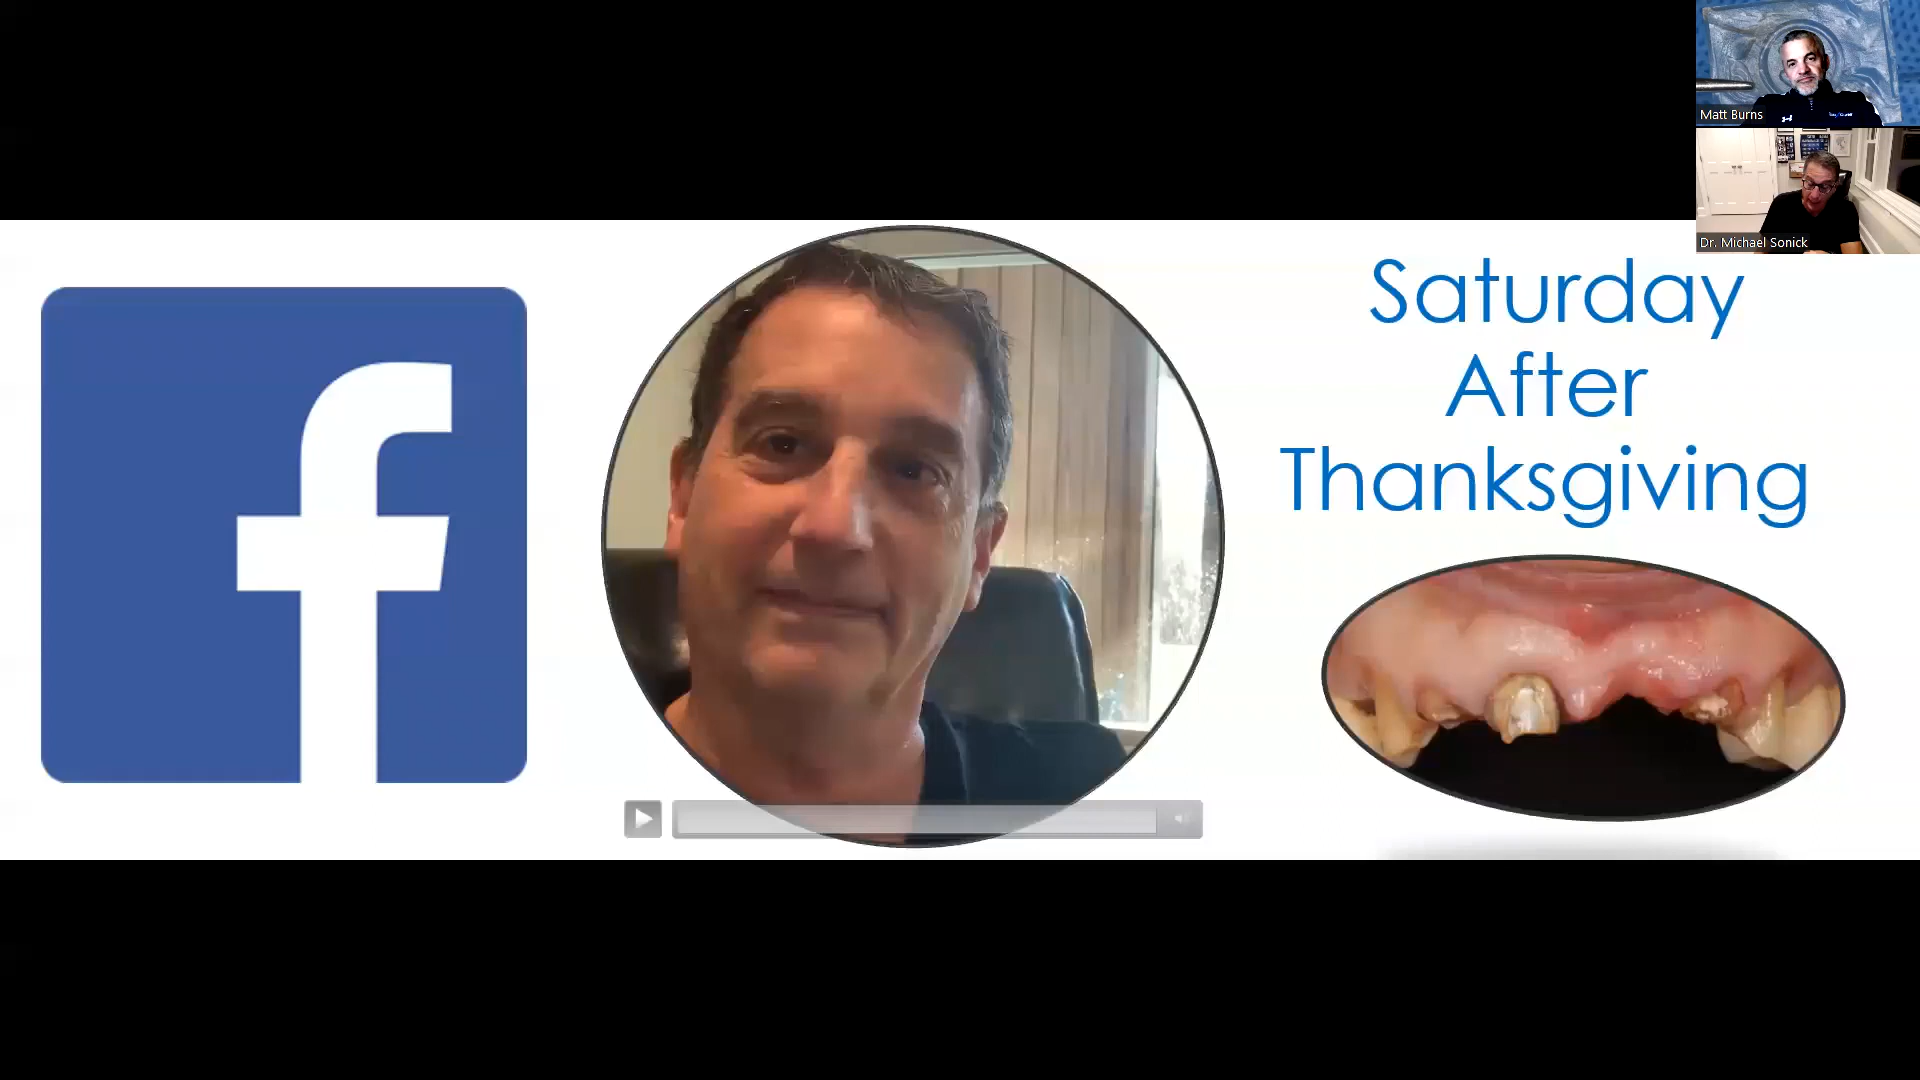 Matt Burns
Dr. Michael Sonick
Saturday
After
Thanksgiving